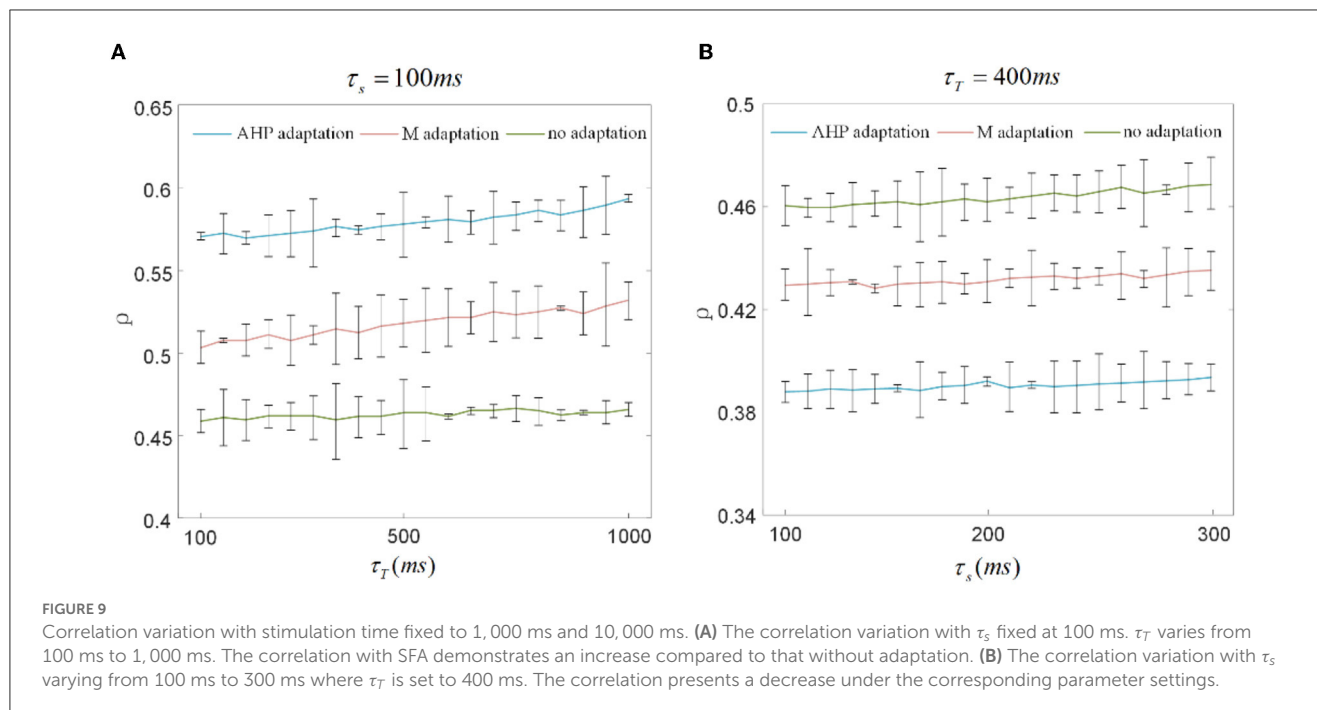 A
τs = 100ms
0.65
AHP adaptation M adaptation no adaptation
0.6
0.55
ρ
0.5
0.45
0.4
100 500 1000
τT (ms)
B
τT = 400ms
0.5
AHP adaptation M adaptation no adaptation
0.46
0.42
ρ
0.38
0.34
100 200 300
τs (ms)
FIGURE 9
Correlation variation with stimulation time fixed to 1, 000 ms and 10, 000 ms. (A) The correlation variation with τs fixed at 100 ms. τT varies from
100 ms to 1, 000 ms. The correlation with SFA demonstrates an increase compared to that without adaptation. (B) The correlation variation with τs
varying from 100 ms to 300 ms where τT is set to 400 ms. The correlation presents a decrease under the corresponding parameter settings.